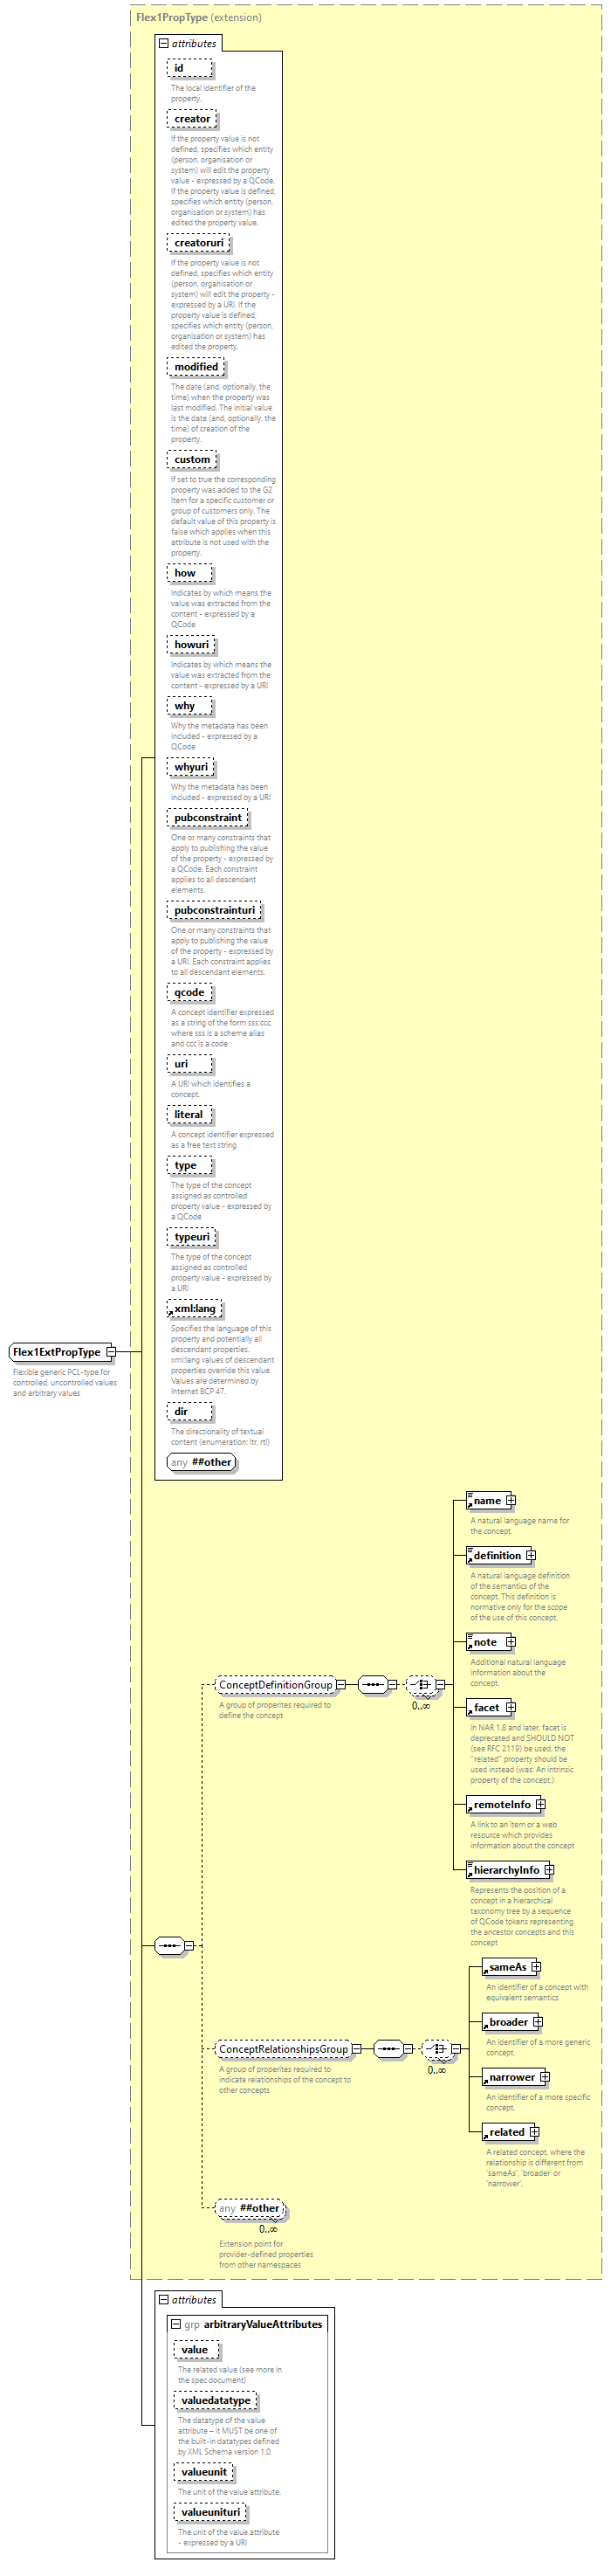 Flex1PropType (extension)
attributes
id
The local identifier of the
property.
creator
If the property value is not
defined, specifies which entity
(person, organisation or
system) will edit the property
value - expressed by a QCode.
If the property value is defined,
specifies which entity (person,
organisation or system) has
edited the property value.
creatoruri
If the property value is not
defined, specifies which entity
(person, organisation or
system) will edit the property -
expressed by a URI. If the
property value is defined,
specifies which entity (person,
organisation or system) has
edited the property.
modified
The date (and, optionally, the
time) when the property was
last modified. The initial value
is the date (and, optionally, the
time) of creation of the
property.
custom
If set to true the corresponding
property was added to the G2
Item for a specific customer or
group of customers only. The
default value of this property is
false which applies when this
attribute is not used with the
property.
how
Indicates by which means the
value was extracted from the
content - expressed by a
QCode
howuri
Indicates by which means the
value was extracted from the
content - expressed by a URI
why
Why the metadata has been
included - expressed by a
QCode
whyuri
Why the metadata has been
included - expressed by a URI
pubconstraint
One or many constraints that
apply to publishing the value
of the property - expressed by
a QCode. Each constraint
applies to all descendant
elements.
pubconstrainturi
One or many constraints that
apply to publishing the value
of the property - expressed by
a URI. Each constraint applies
to all descendant elements.
qcode
A concept identifier expressed
as a string of the form sss:ccc,
where sss is a scheme alias
and ccc is a code
uri
A URI which identifies a
concept.
literal
A concept identifier expressed
as a free text string
type
The type of the concept
assigned as controlled
property value - expressed by
a QCode
typeuri
The type of the concept
assigned as controlled
property value - expressed by
a URI
xml:lang
Specifies the language of this
property and potentially all
descendant properties.
xml:lang values of descendant
properties override this value.
Values are determined by
Internet BCP 47.
dir
The directionality of textual
content (enumeration: ltr, rtl)
any ##other
Flex1ExtPropType
Flexible generic PCL-type for
controlled, uncontrolled values
and arbitrary values
name
A natural language name for
the concept.
definition
A natural language definition
of the semantics of the
concept. This definition is
normative only for the scope
of the use of this concept.
note
Additional natural language
information about the
concept.
ConceptDefinitionGroup
A group of properites required to
define the concept
0..∞
facet
In NAR 1.8 and later, facet is
deprecated and SHOULD NOT
(see RFC 2119) be used, the
"related" property should be
used instead (was: An intrinsic
property of the concept.)
remoteInfo
A link to an item or a web
resource which provides
information about the concept
hierarchyInfo
Represents the position of a
concept in a hierarchical
taxonomy tree by a sequence
of QCode tokens representing
the ancestor concepts and this
concept
sameAs
An identifier of a concept with
equivalent semantics
broader
An identifier of a more generic
concept.
ConceptRelationshipsGroup
A group of properites required to
indicate relationships of the concept to
other concepts
0..∞
narrower
An identifier of a more specific
concept.
related
A related concept, where the
relationship is different from
'sameAs', 'broader' or
'narrower'.
any ##other
0..∞
Extension point for
provider-defined properties
from other namespaces
attributes
grp arbitraryValueAttributes
value
The related value (see more in
the spec document)
valuedatatype
The datatype of the value
attribute – it MUST be one of
the built-in datatypes defined
by XML Schema version 1.0.
valueunit
The unit of the value attribute.
valueunituri
The unit of the value attribute
- expressed by a URI